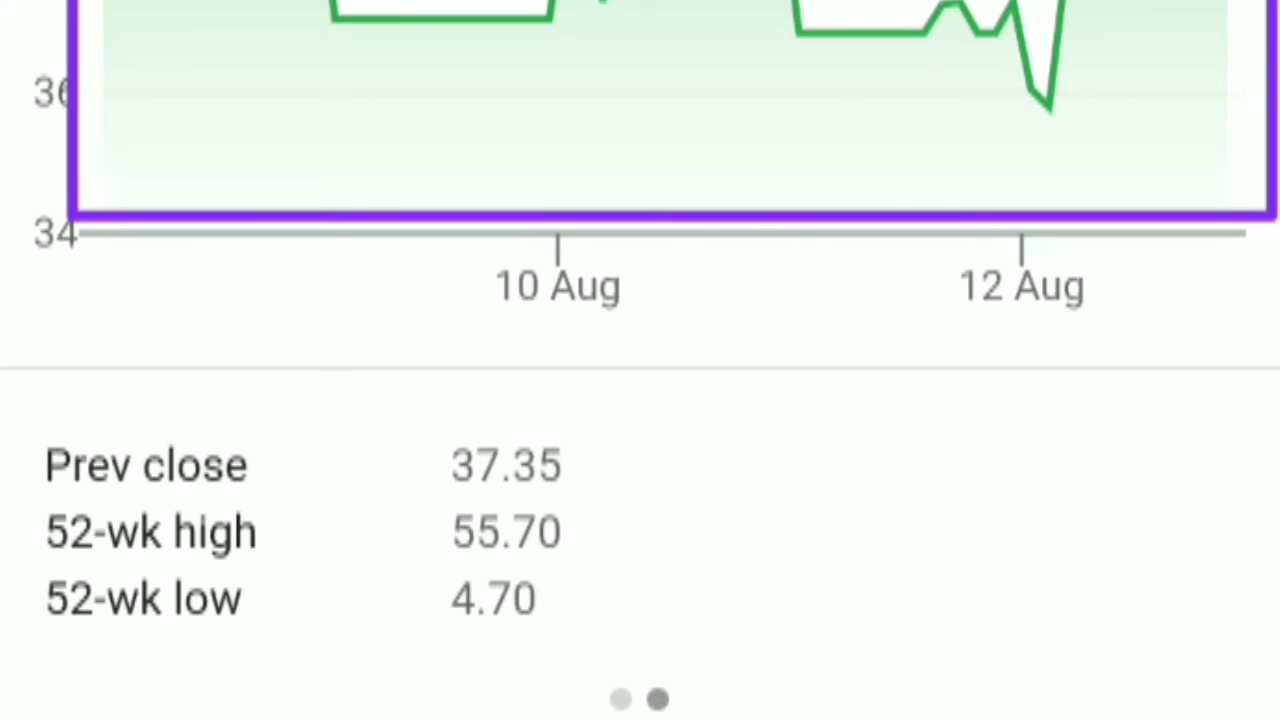 36
34
10 Aug 12 Aug
Prev close 37.35
52-wk high 55.70
52-wk low 4.70